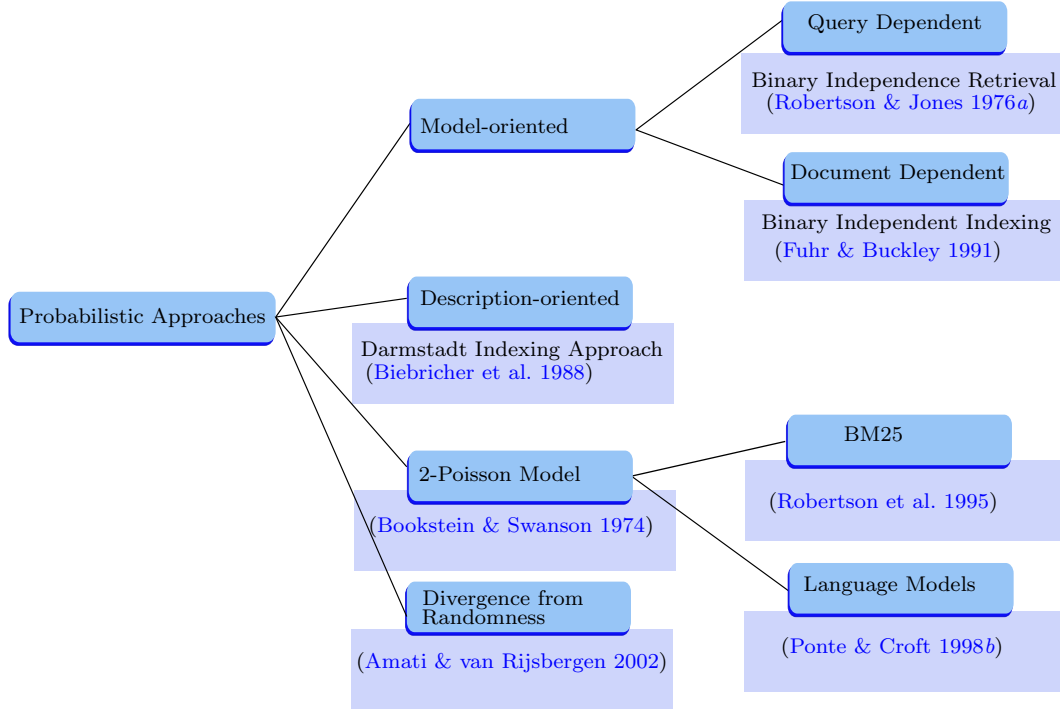 Probabilistic Approaches
Model-oriented
Query Dependent
Binary Independence Retrieval
(Robertson & Jones 1976a)
Document Dependent
Binary Independent Indexing
(Fuhr & Buckley 1991)
Description-oriented
Darmstadt Indexing Approach
(Biebricher et al. 1988)
2-Poisson Model
(Bookstein & Swanson 1974)
BM25
(Robertson et al. 1995)
Language Models
(Ponte & Croft 1998b)
Divergence from
Randomness
(Amati & van Rijsbergen 2002)